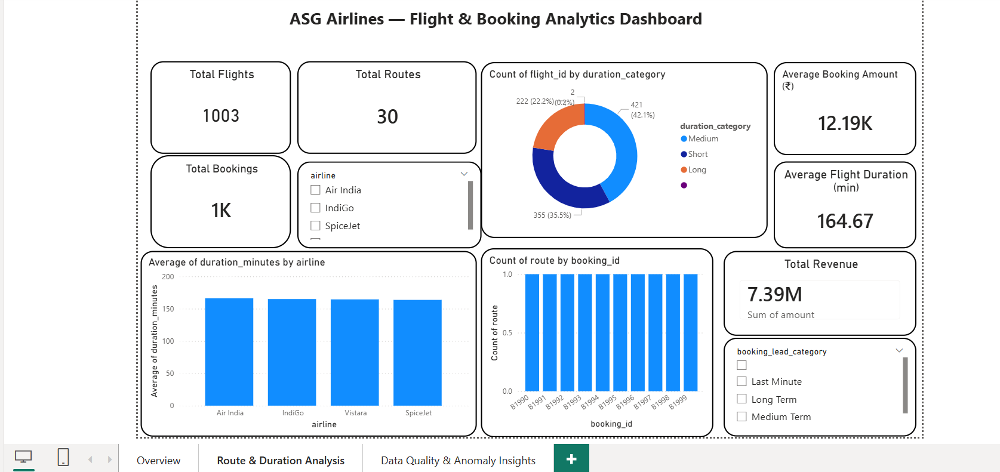 ASG Airlines — Flight & Booking Analytics Dashboard
Total Flights
1003
Total Routes
30
Count of flight_id by duration_category
2
(0.2%)
222 (22.2%)
421
(42.1%)
355 (35.5%)
duration_category
Medium
Short
Long
Average Booking Amount
(₹)
12.19K
Total Bookings
1K
airline
Air India
IndiGo
SpiceJet
Average Flight Duration
(min)
164.67
Average of duration_minutes by airline
Average of duration_minutes
200
150
100
50
0
Air India
IndiGo
Vistara
SpiceJet
airline
Count of route by booking_id
Count of route
1.0
0.5
0.0
B1990
B1991
B1992
B1993
B1994
B1995
B1996
B1997
B1998
B1999
booking_id
Total Revenue
7.39M
Sum of amount
booking_lead_category
Last Minute
Long Term
Medium Term
Overview
Route & Duration Analysis
Data Quality & Anomaly Insights